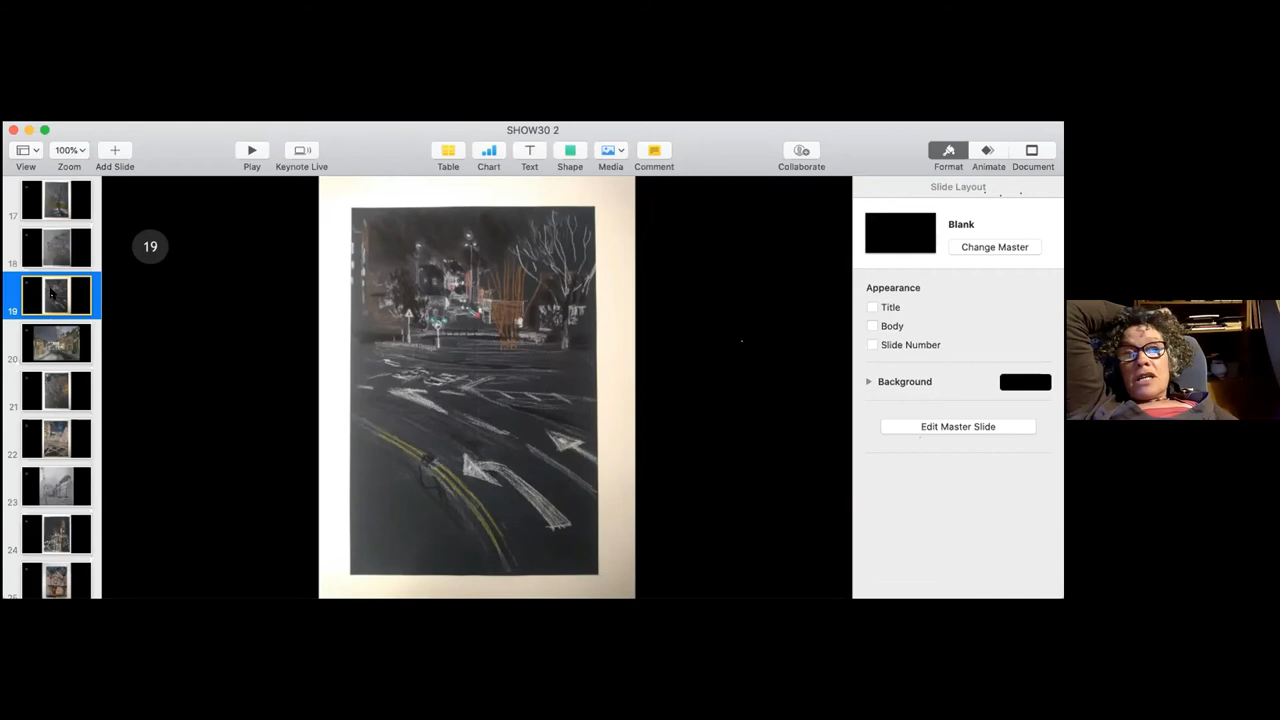 SHOW30 2
View
100%
Zoom
Add Slide
Play
Keynote Live
Table
Chart
Text
Shape
Media
Comment
Collaborate
Format
Animate
Document
17
18
19
20
21
22
23
24
19
Slide Layout
Blank
Change Master
Appearance
Title
Body
Slide Number
Background
Edit Master Slide